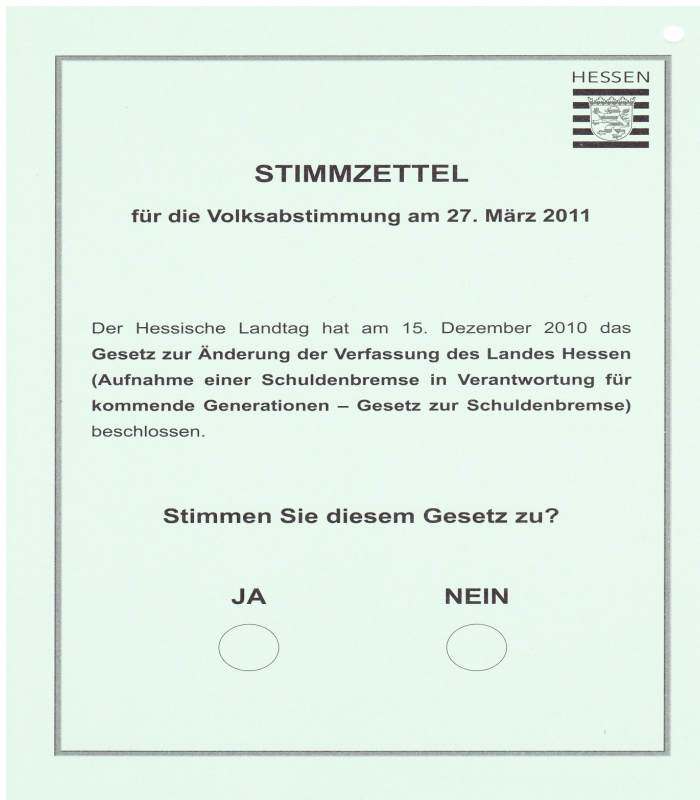 HESSEN
STIMMZETTEL
für die Volksabstimmung am 27. März 2011
Der Hessische Landtag hat am 15. Dezember 2010 das
Gesetz zur Änderung der Verfassung des Landes Hessen
(Aufnahme einer Schuldenbremse in Verantwortung für
kommende Generationen – Gesetz zur Schuldenbremse)
beschlossen.
Stimmen Sie diesem Gesetz zu?
JA NEIN